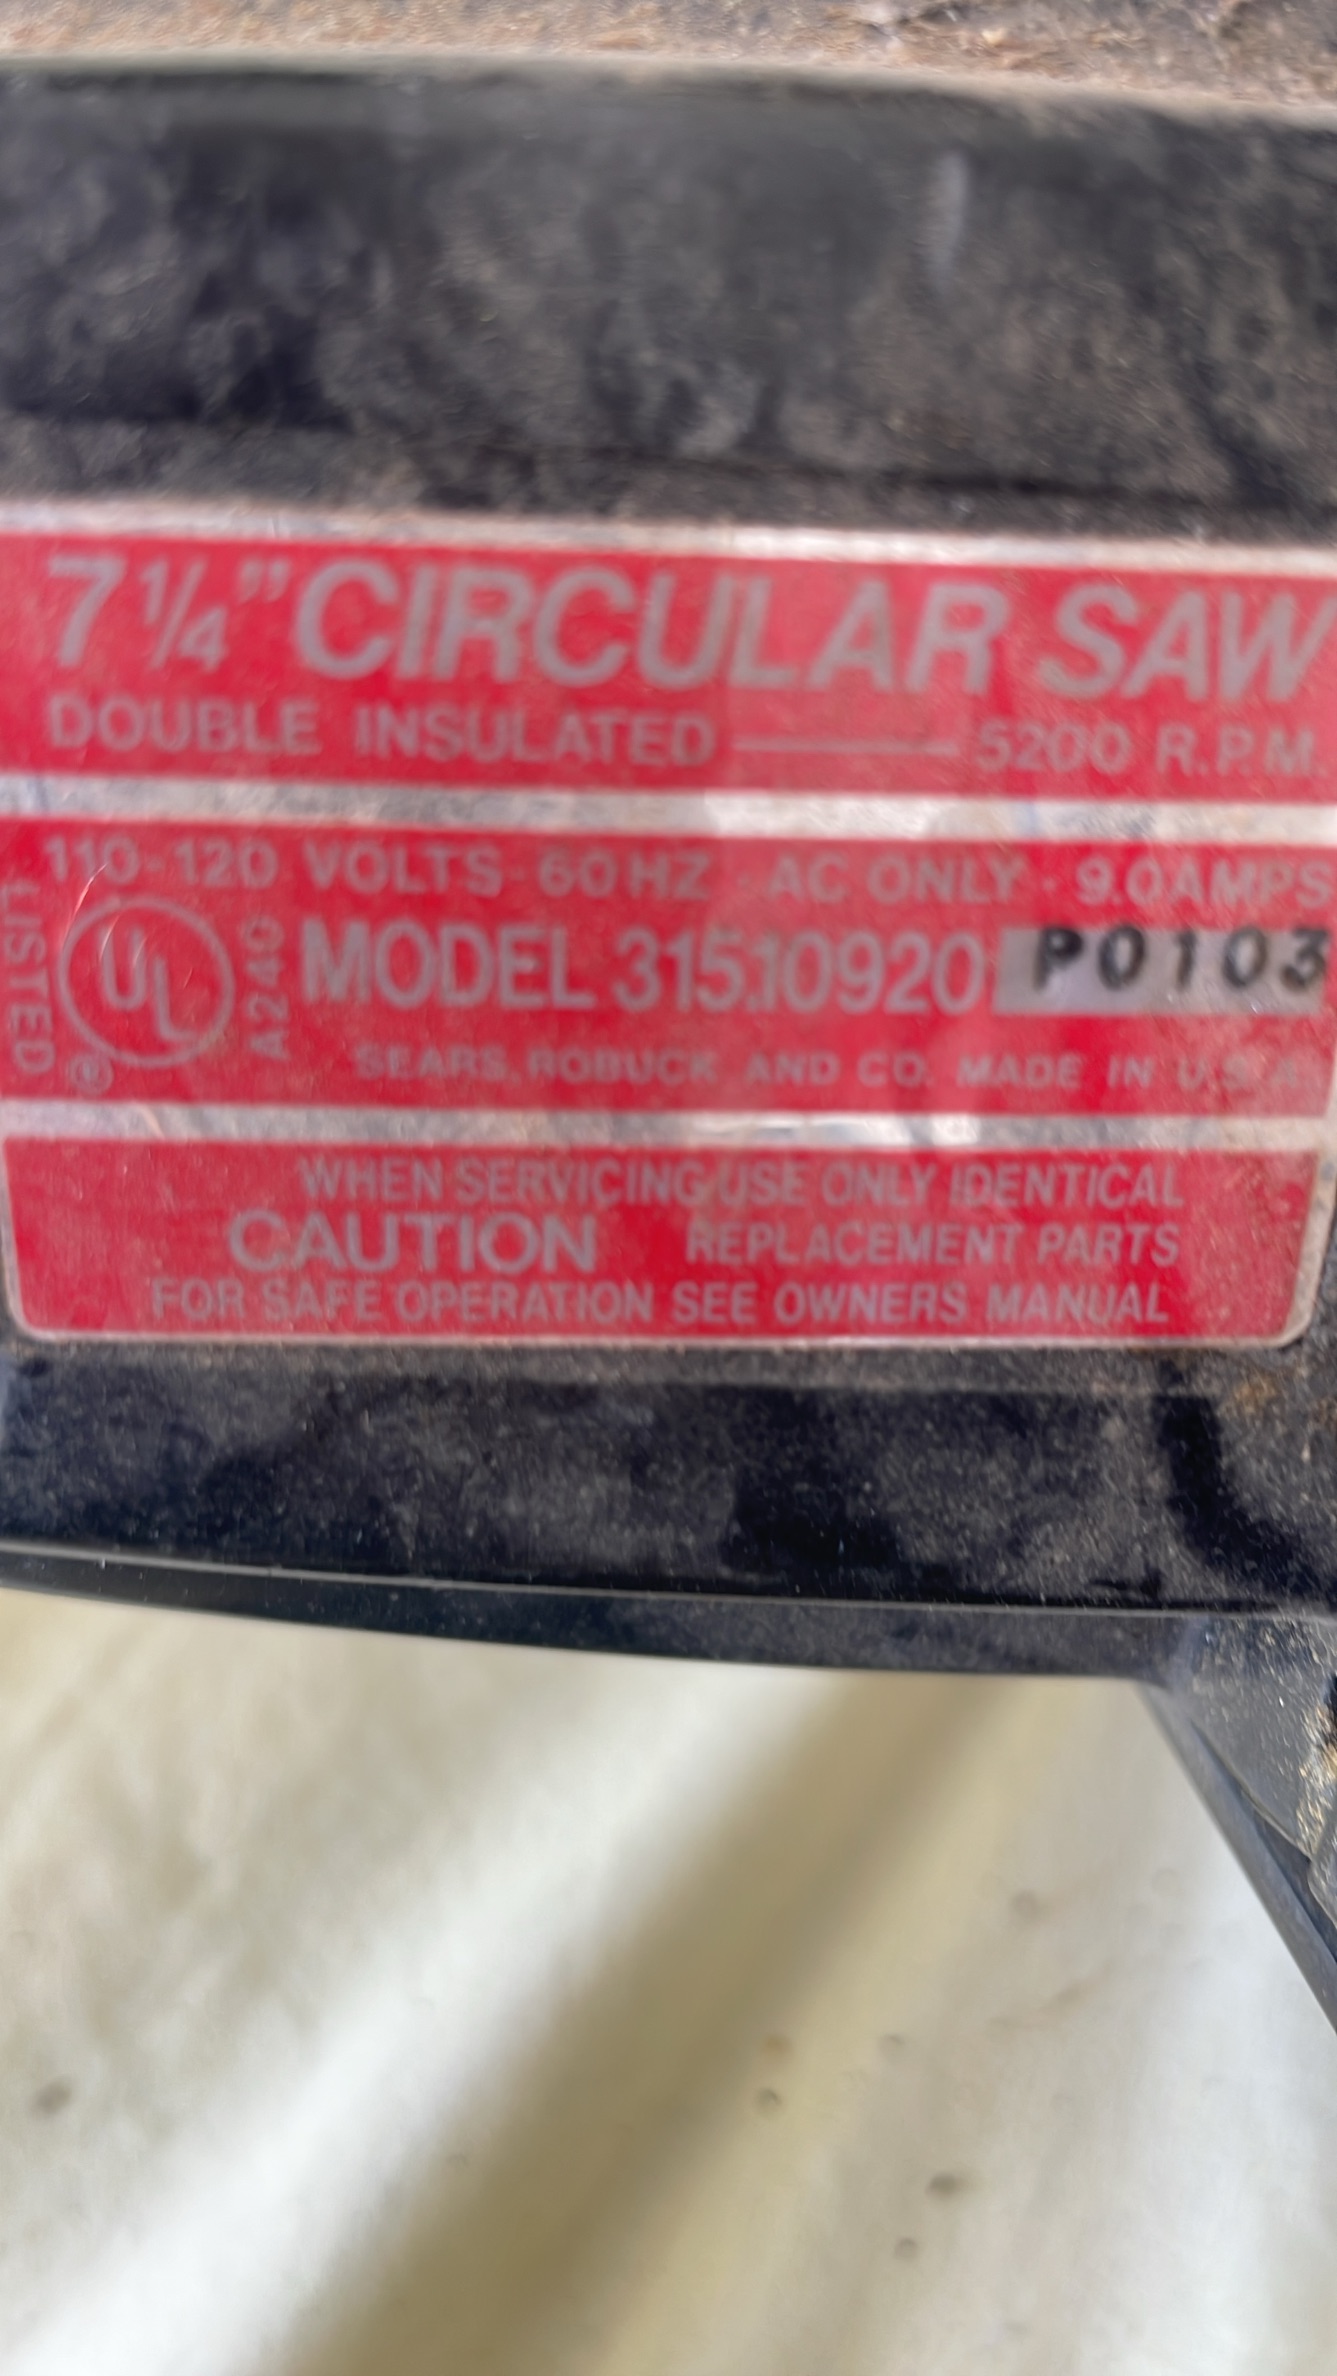 7 1/4" CIRCULAR SAW
DOUBLE INSULATED — 5200 R.P.M.
110-120 VOLTS - 60HZ - AC ONLY - 9.0AMPS
LISTED
UL
®
A240
MODEL 315.10920 P0103
SEARS, ROBUCK AND CO. MADE IN U.S.A.
WHEN SERVICING USE ONLY IDENTICAL
CAUTION REPLACEMENT PARTS
FOR SAFE OPERATION SEE OWNERS MANUAL